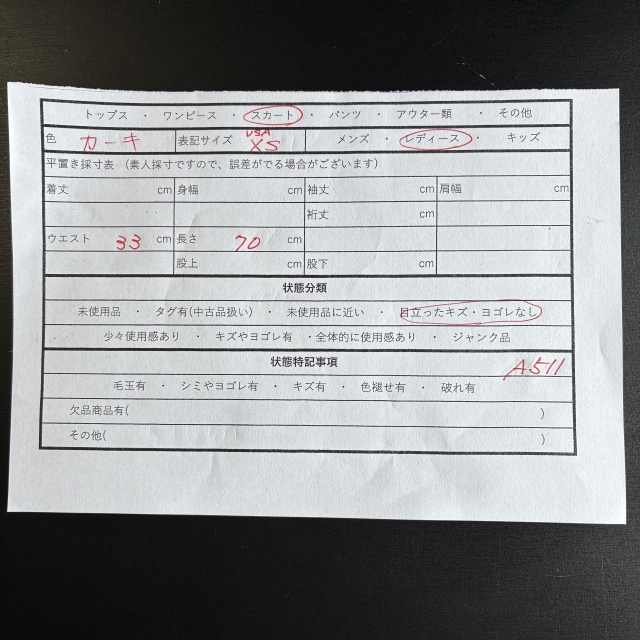 トップス ・ ワンピース ・ スカート ・ パンツ ・ アウター類 ・ その他
色 カーキ 表記サイズ USA XS メンズ ・ レディース ・ キッズ
平置き採寸表（素人採寸ですので、誤差がでる場合がございます）
着丈 cm 身幅 cm 袖丈 cm 肩幅 cm
裄丈 cm
ウエスト 33 cm 長さ 70 cm
股上 cm 股下 cm
状態分類
未使用品 ・ タグ有(中古品扱い) ・ 未使用に近い ・ 目立ったキズ・ヨゴレなし
少々使用感あり ・ キズやヨゴレ有 ・全体的に使用感あり ・ ジャンク品
状態特記事項 A511
毛玉有 ・ シミやヨゴレ有 ・ キズ有 ・ 色褪せ有 ・ 破れ有
欠品商品有( )
その他( )